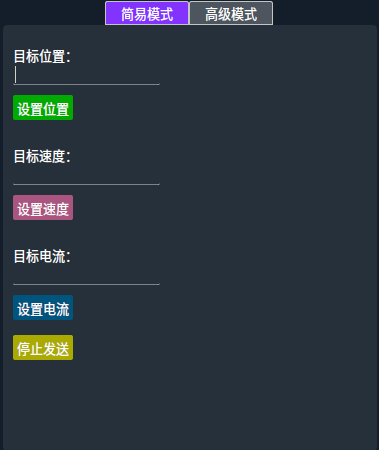 简易模式 高级模式
目标位置：
设置位置
目标速度：
设置速度
目标电流：
设置电流
停止发送